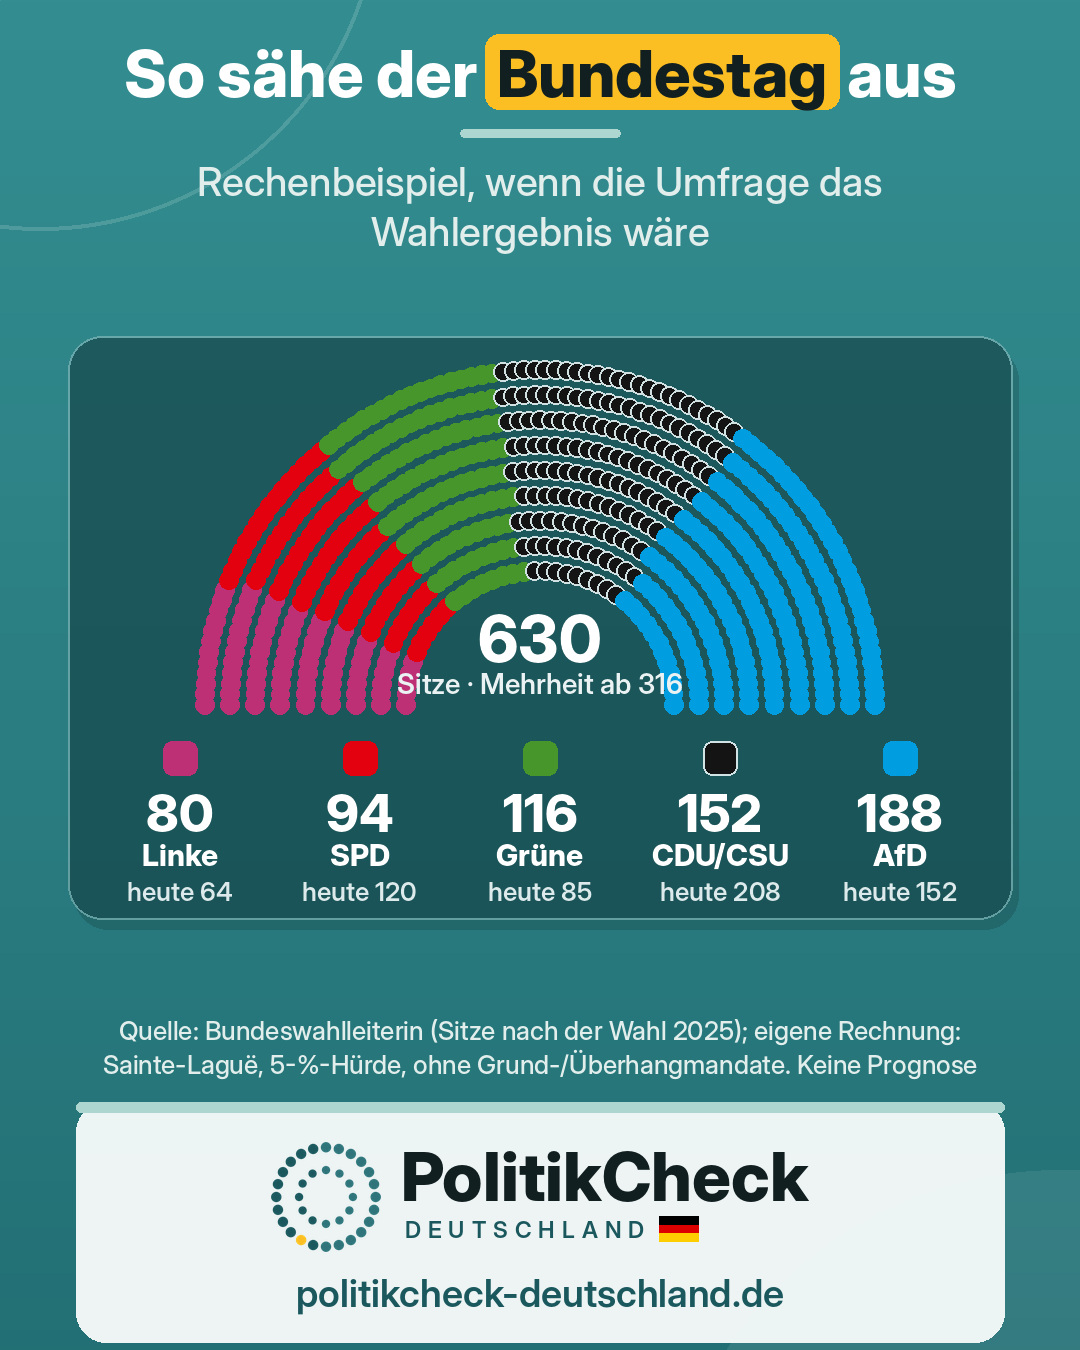 So sähe der Bundestag aus
Rechenbeispiel, wenn die Umfrage das
Wahlergebnis wäre
630
Sitze · Mehrheit ab 316
80 94 116 152 188
Linke SPD Grüne CDU/CSU AfD
heute 64 heute 120 heute 85 heute 208 heute 152
Quelle: Bundeswahlleiterin (Sitze nach der Wahl 2025); eigene Rechnung:
Sainte-Laguë, 5-%-Hürde, ohne Grund-/Überhangmandate. Keine Prognose
PolitikCheck
DEUTSCHLAND
politikcheck-deutschland.de